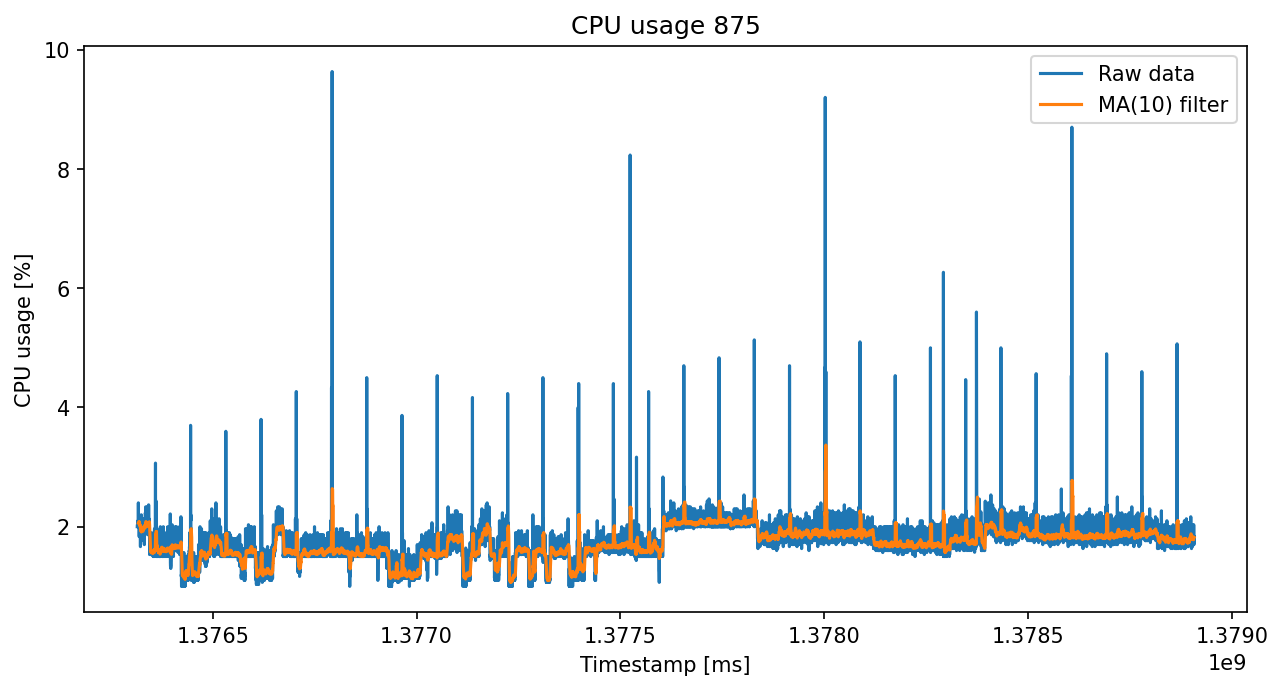 CPU usage 875
Raw data
MA(10) filter
CPU usage [%]
10
8
6
4
2
1.3765 1.3770 1.3775 1.3780 1.3785 1.3790
1e9
Timestamp [ms]